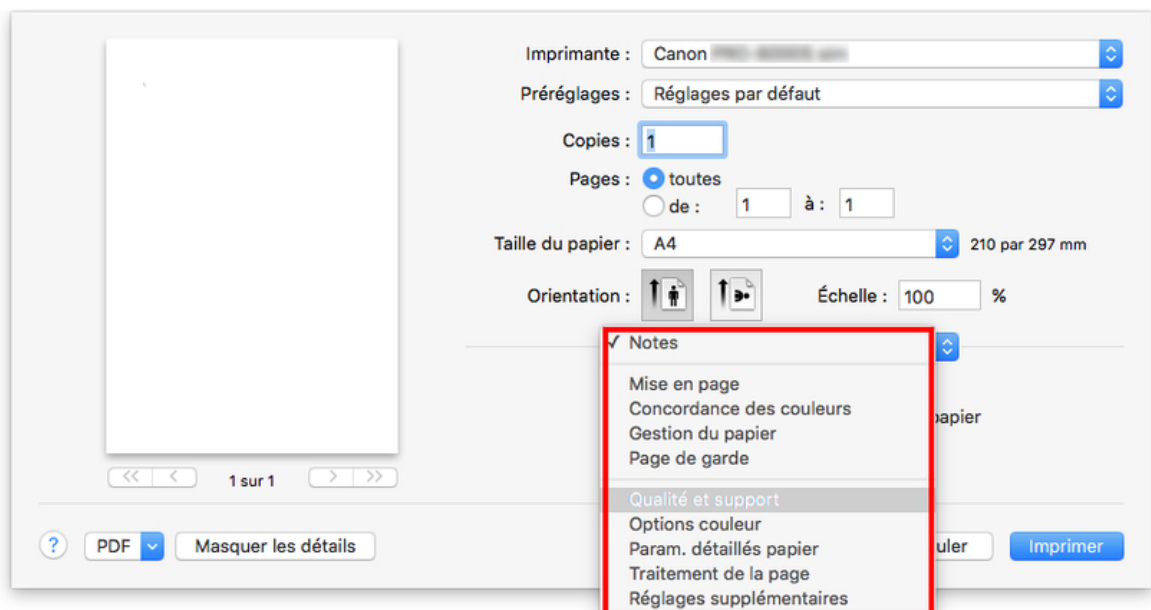 Imprimante : Canon
Préréglages : Réglages par défaut
Copies : 1
Pages : toutes
de : 1 à : 1
Taille du papier : A4 210 par 297 mm
Orientation : Échelle : 100 %
✓ Notes
Mise en page
Concordance des couleurs
Gestion du papier
papier
Page de garde
<< < 1 sur 1 > >>
Qualité et support
Options couleur
? PDF Masquer les détails
Param. détaillés papier
uler Imprimer
Traitement de la page
Réglages supplémentaires